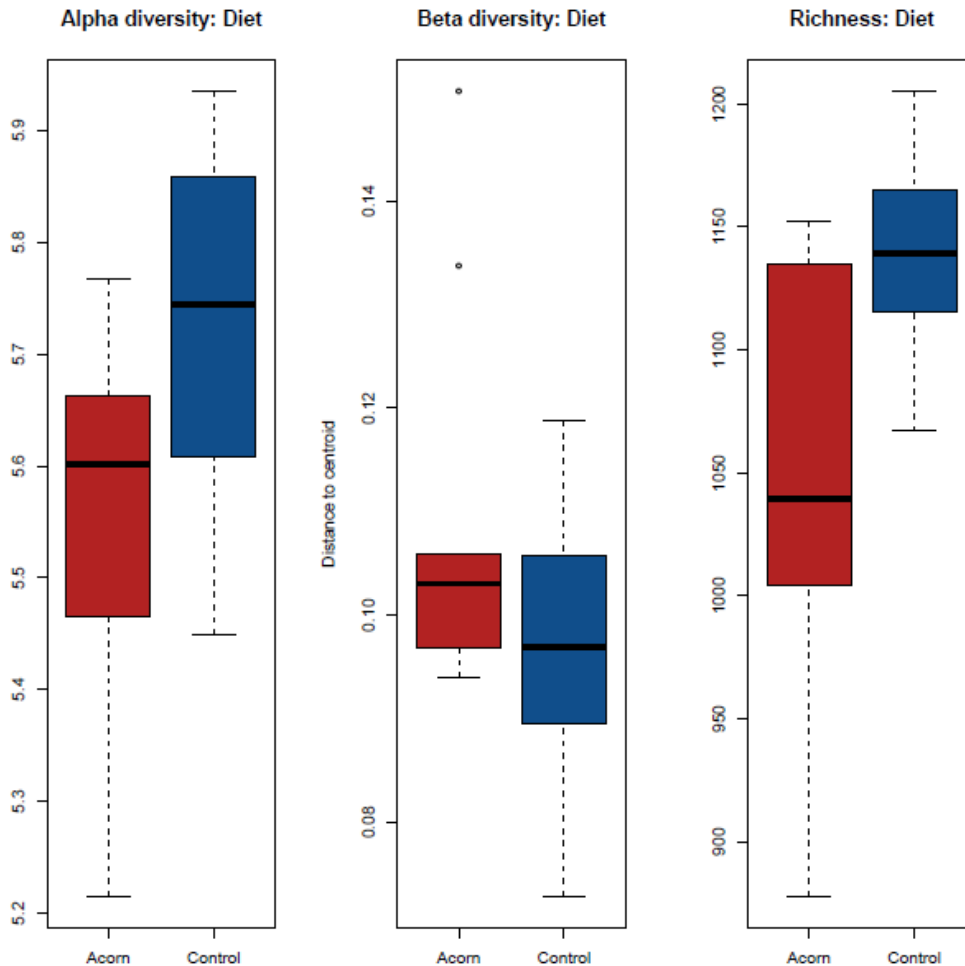 Alpha diversity: Diet
5.9
5.8
5.7
5.6
5.5
5.4
5.3
5.2
Acorn Control
Beta diversity: Diet
Distance to centroid
0.14
0.12
0.10
0.08
Acorn Control
Richness: Diet
1200
1150
1100
1050
1000
950
900
Acorn Control